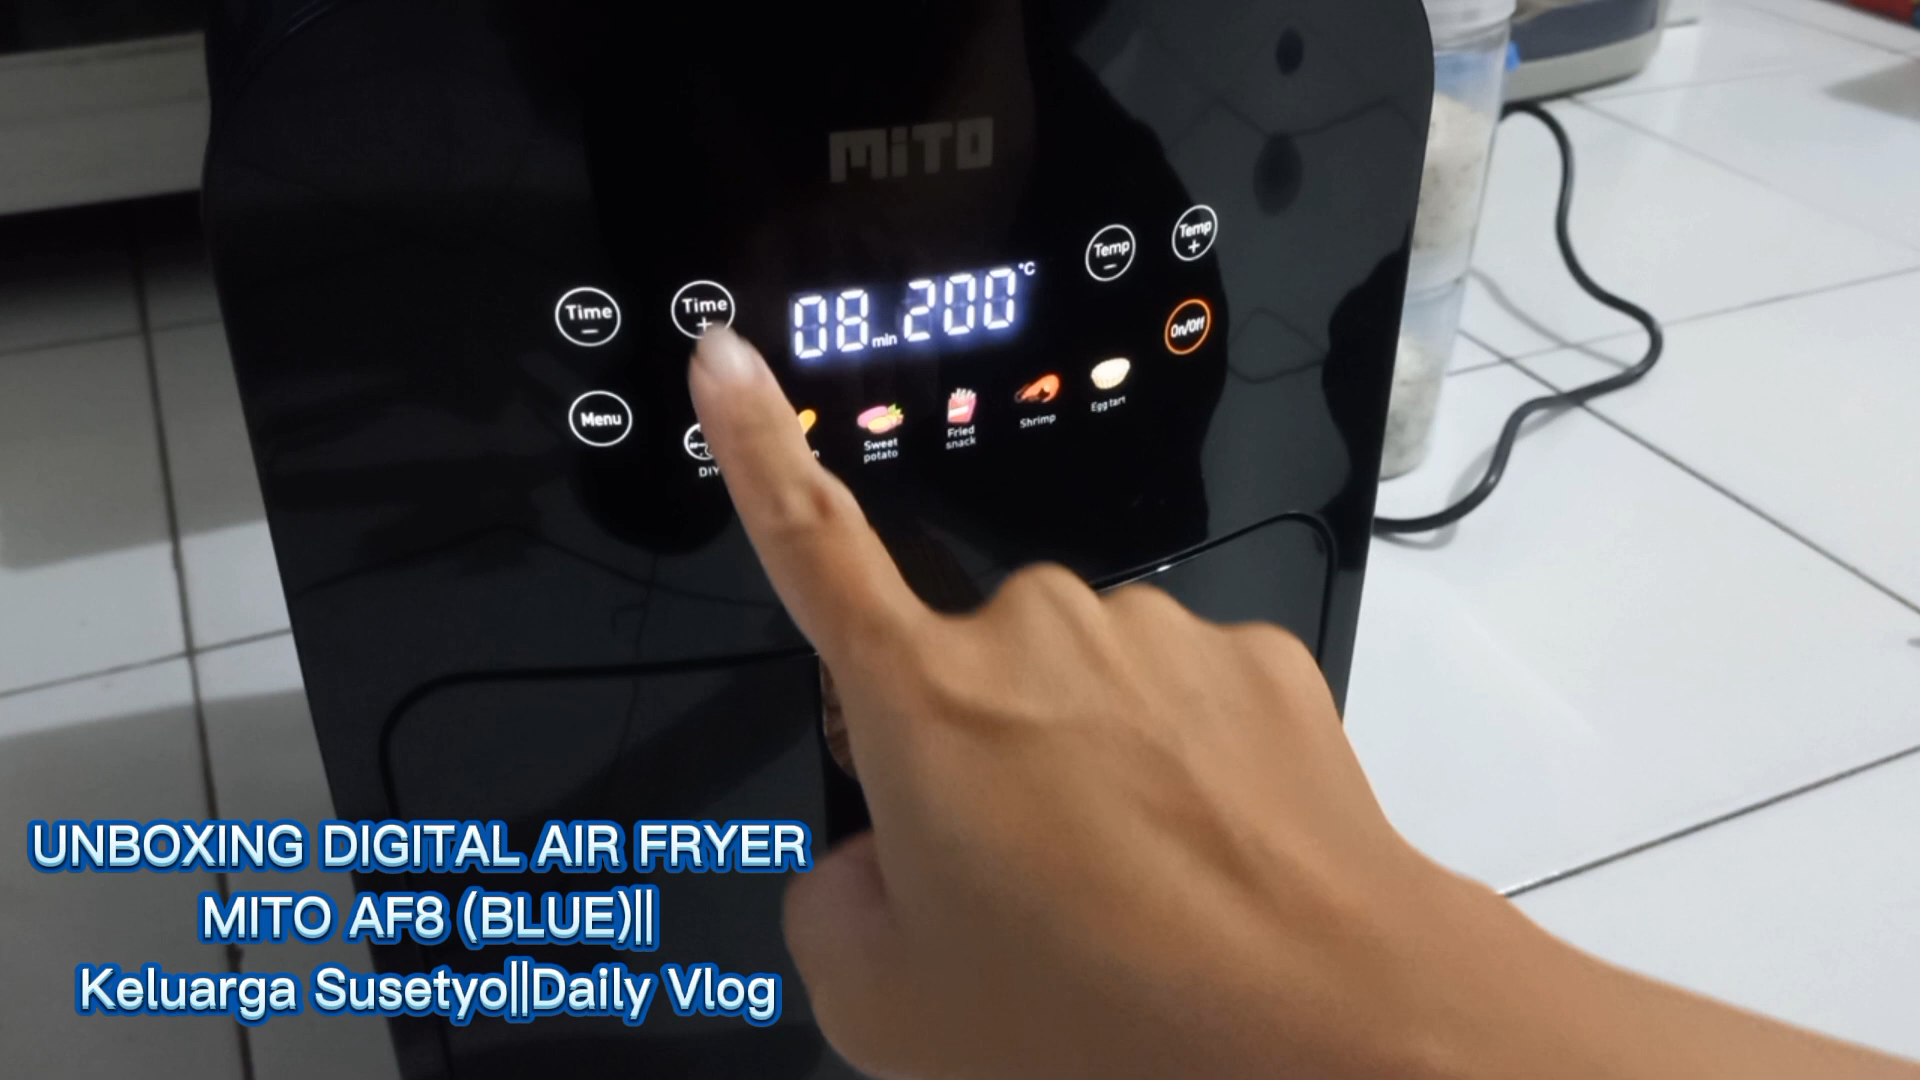 MiTO
Temp
+
Temp
-
Time
+
Time
-
08 min 200 °C
On/Off
Menu
DIY
Sweet
potato
Fried
snack
Shrimp
Egg tart
UNBOXING DIGITAL AIR FRYER
MITO AF8 (BLUE)||
Keluarga Susetyo||Daily Vlog